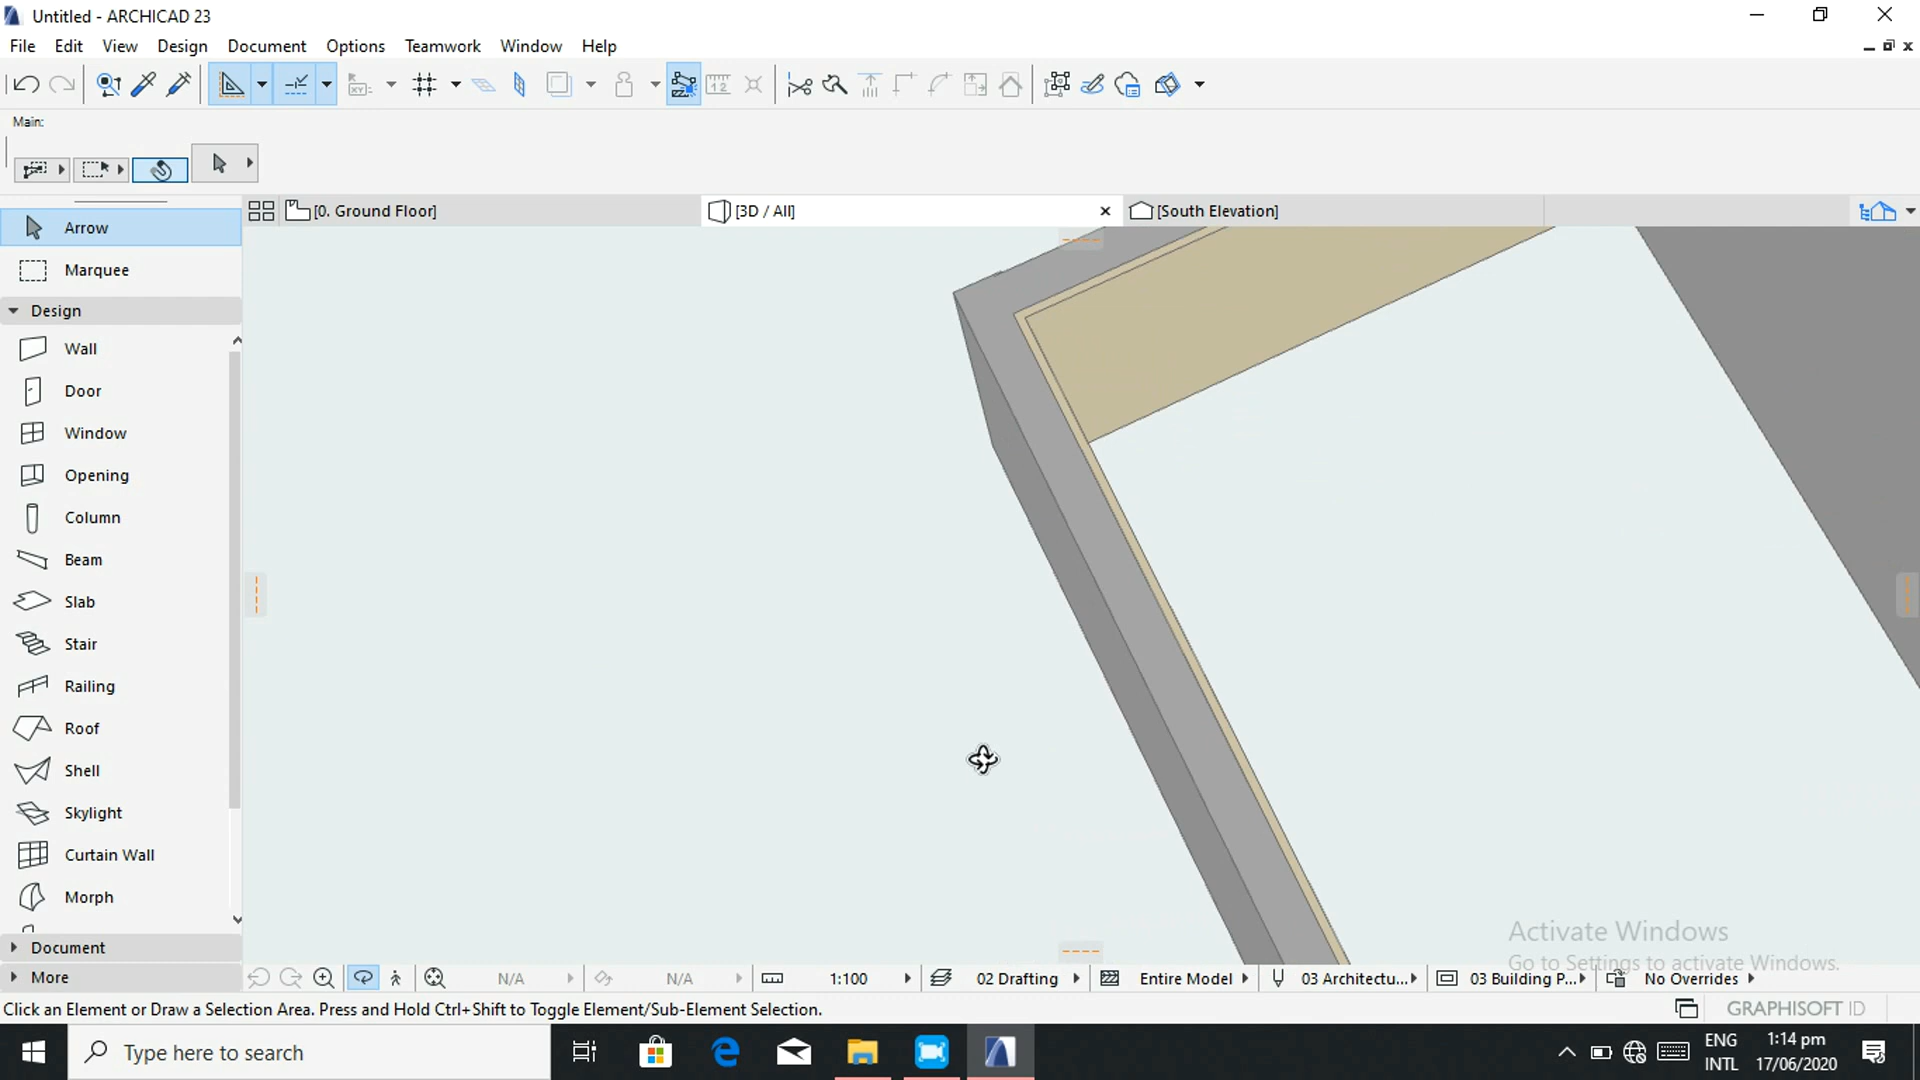 Untitled - ARCHICAD 23
File Edit View Design Document Options Teamwork Window Help
Main:
[0. Ground Floor]
[3D / All]
[South Elevation]
Arrow
Marquee
Design
Wall
Door
Window
Opening
Column
Beam
Slab
Stair
Railing
Roof
Shell
Skylight
Curtain Wall
Morph
Document
More
Activate Windows
Go to Settings to activate Windows.
N/A N/A 1:100 02 Drafting Entire Model 03 Architectu... 03 Building P... No Overrides
Click an Element or Draw a Selection Area. Press and Hold Ctrl+Shift to Toggle Element/Sub-Element Selection.
GRAPHISOFT ID
Type here to search
ENG
INTL
1:14 pm
17/06/2020